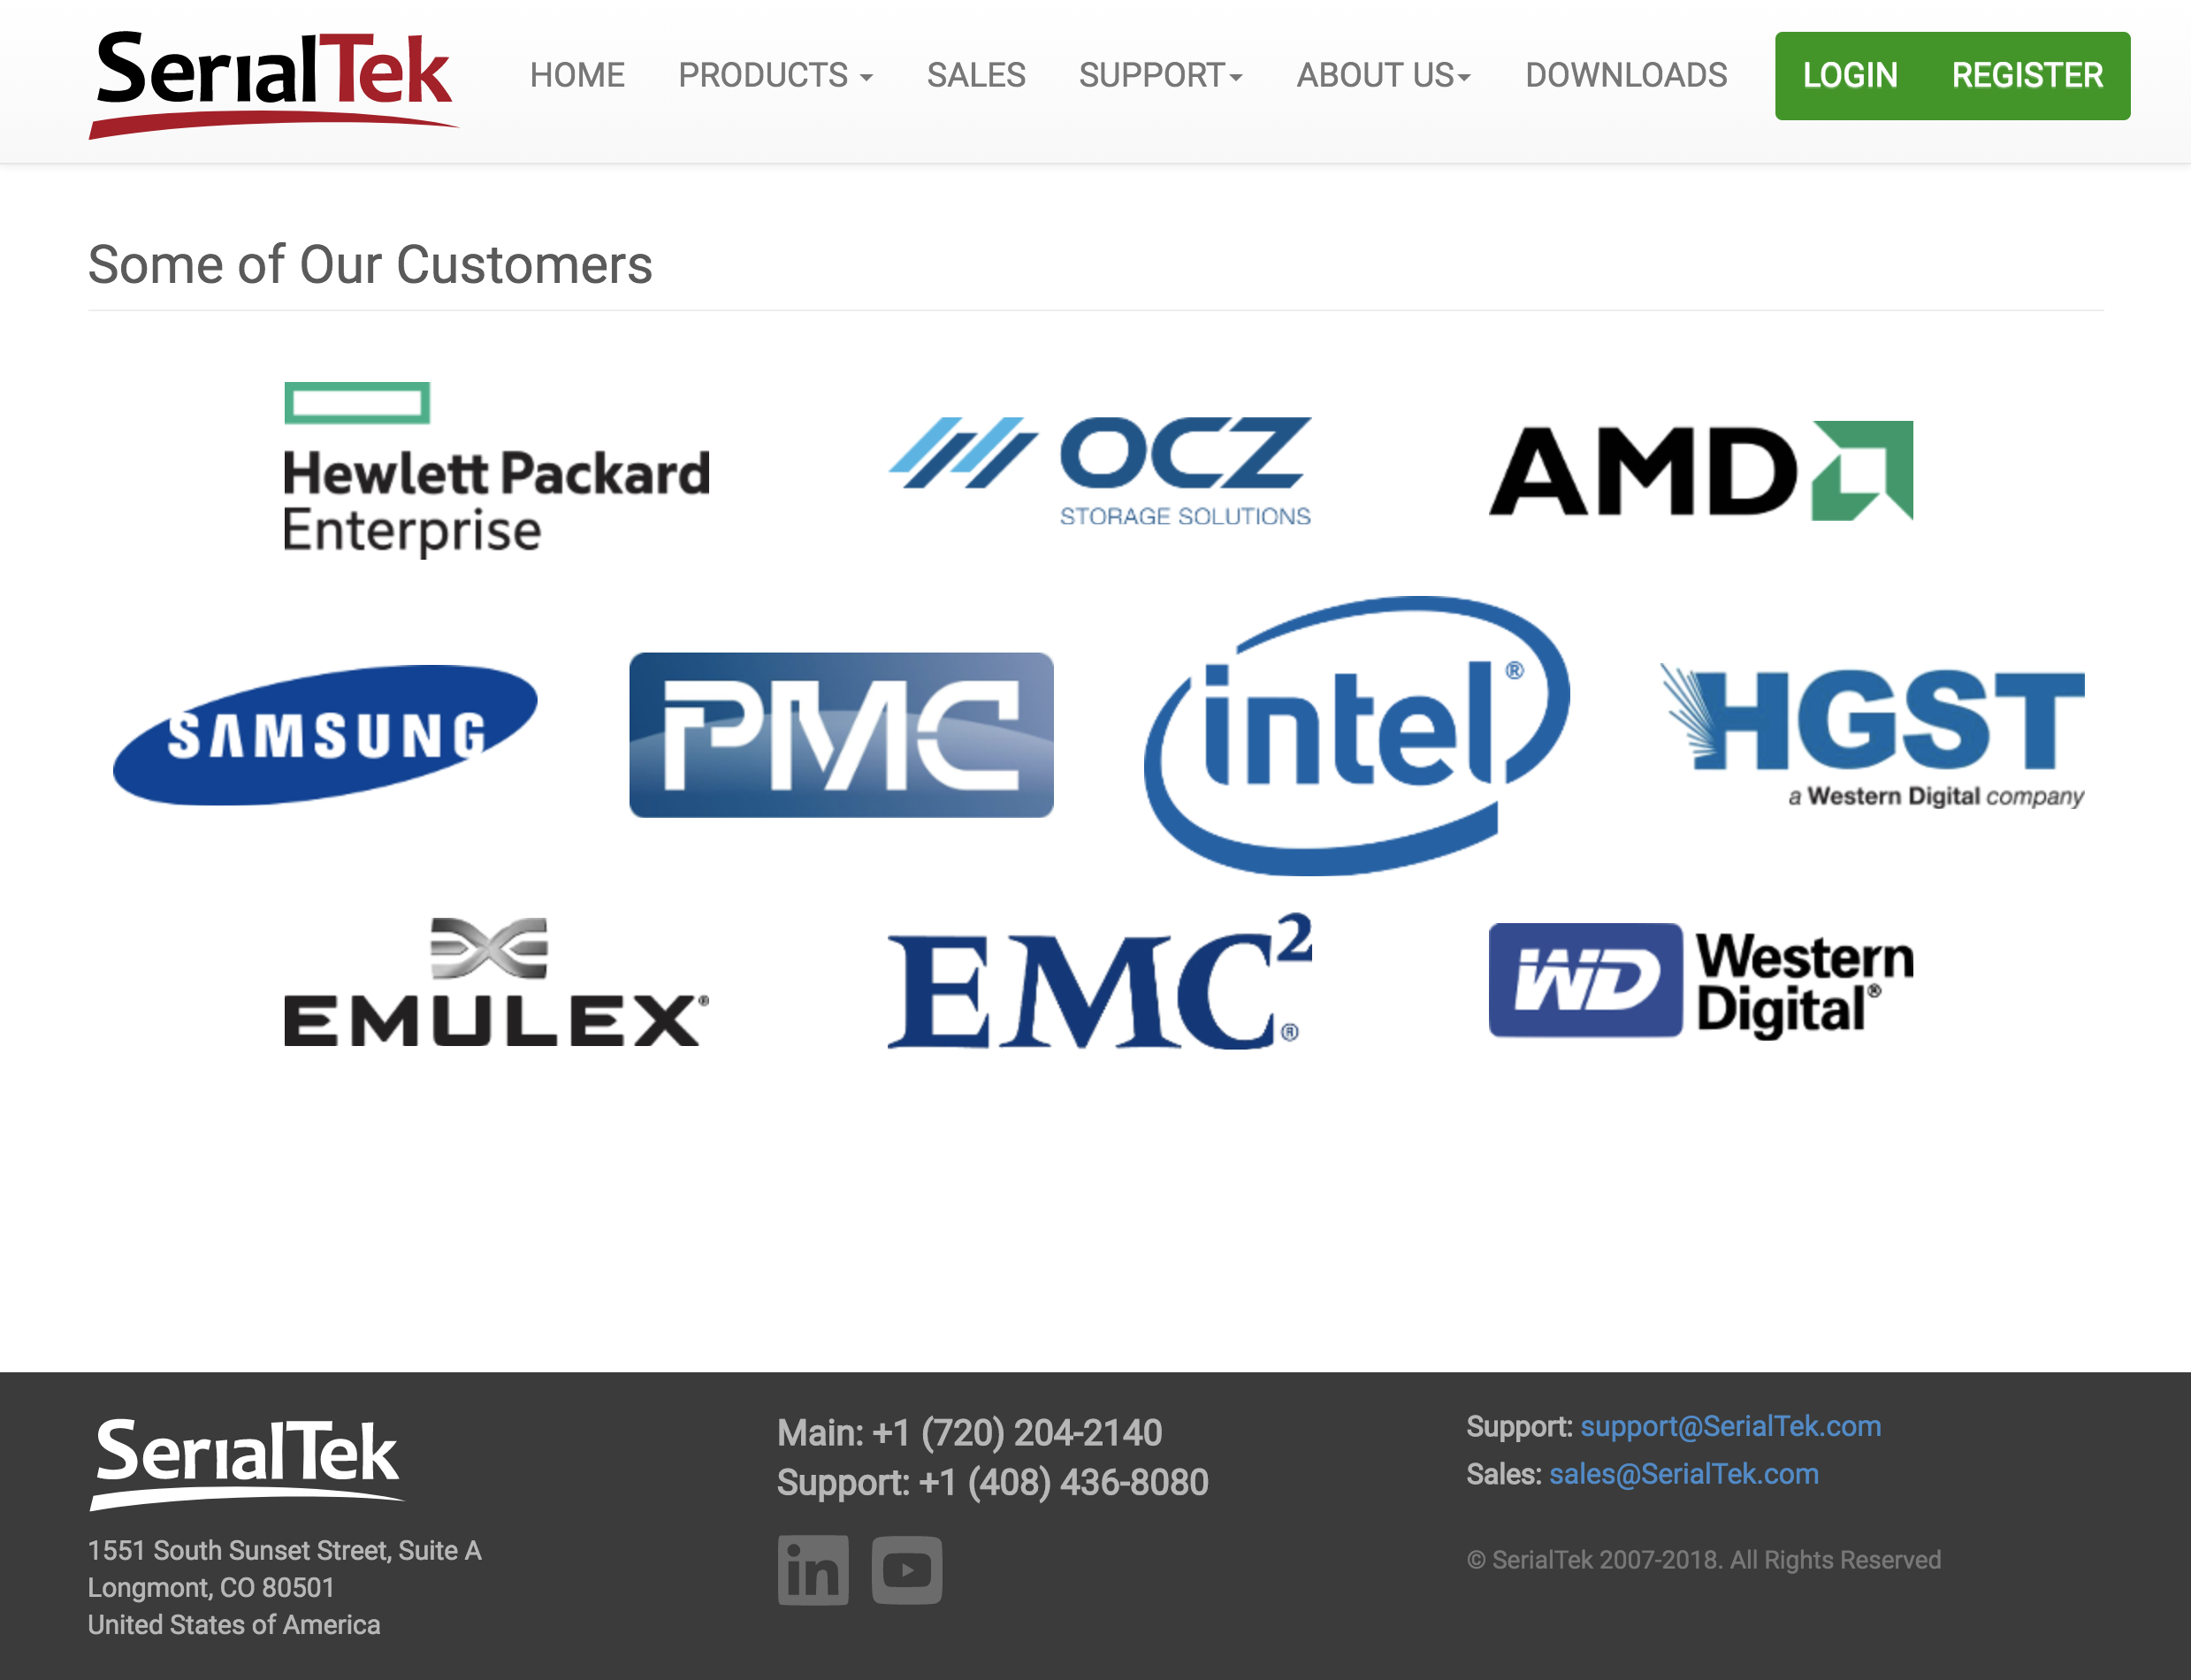 SerialTek
HOME PRODUCTS SALES SUPPORT ABOUT US DOWNLOADS LOGIN REGISTER
Some of Our Customers
Hewlett Packard
Enterprise
OCZ
STORAGE SOLUTIONS
AMD
SAMSUNG
PMC
intel®
HGST
a Western Digital company
EMULEX®
EMC²®
WD Western
Digital®
SerialTek
1551 South Sunset Street, Suite A
Longmont, CO 80501
United States of America
Main: +1 (720) 204-2140
Support: +1 (408) 436-8080
in
Support: support@SerialTek.com
Sales: sales@SerialTek.com
© SerialTek 2007-2018. All Rights Reserved